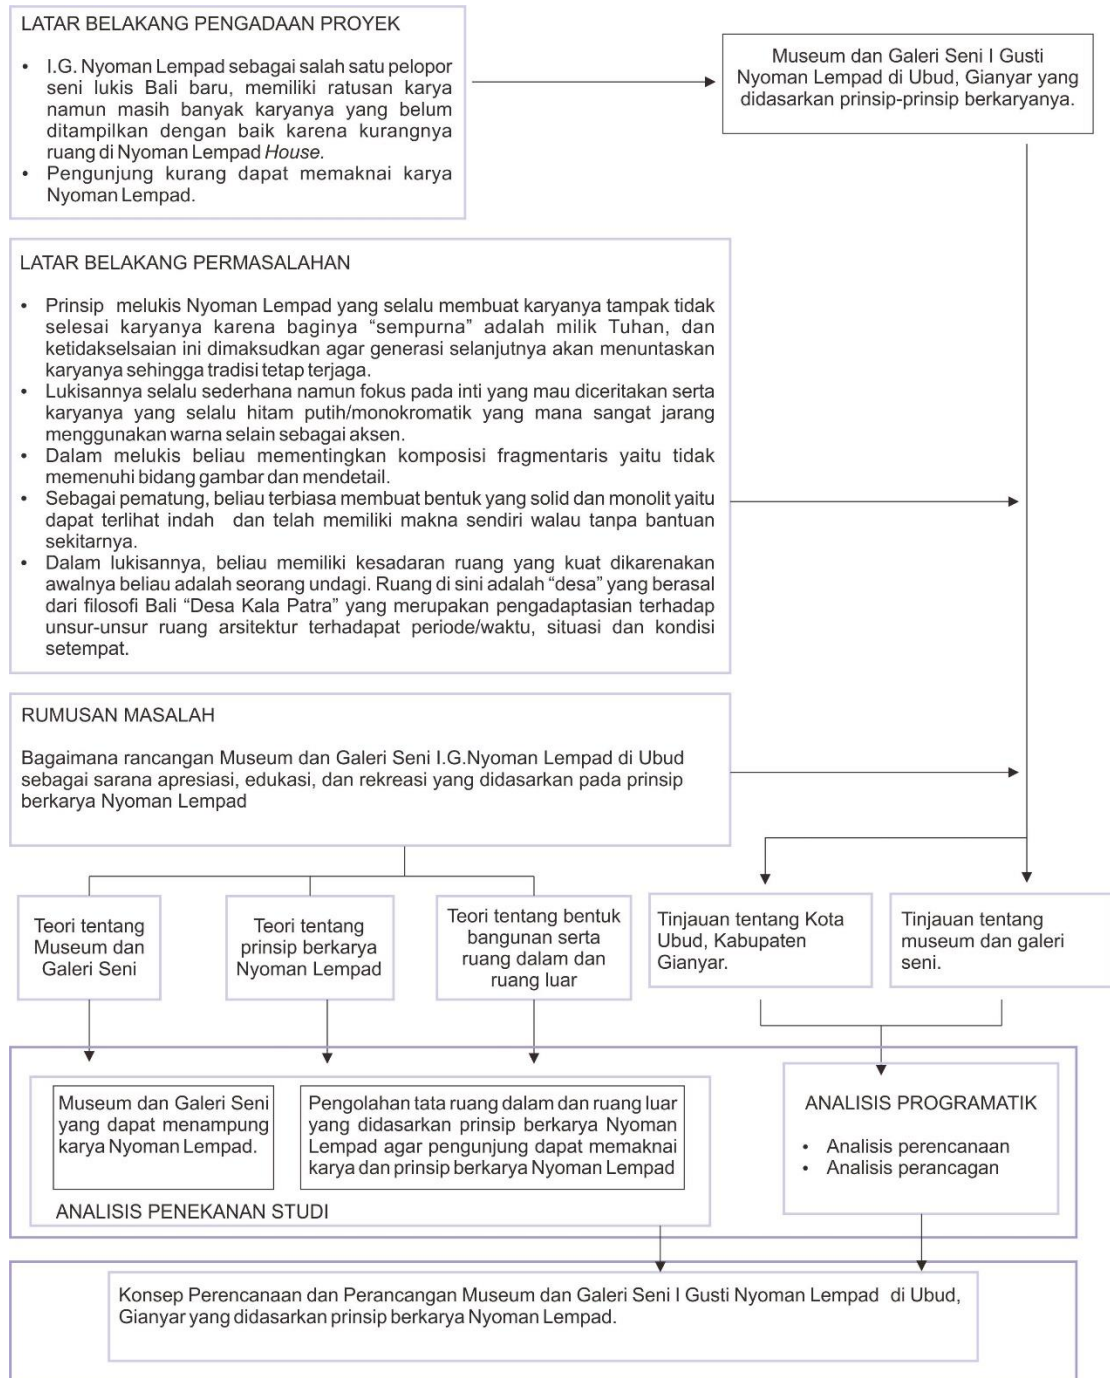 LATAR BELAKANG PENGADAAN PROYEK
• I.G. Nyoman Lempad sebagai salah satu pelopor
seni lukis Bali baru, memiliki ratusan karya
namun masih banyak karyanya yang belum
ditampilkan dengan baik karena kurangnya
ruang di Nyoman Lempad House.
• Pengunjung kurang dapat memaknai karya
Nyoman Lempad.
Museum dan Galeri Seni I Gusti
Nyoman Lempad di Ubud, Gianyar yang
didasarkan prinsip-prinsip berkaryanya.
LATAR BELAKANG PERMASALAHAN
• Prinsip melukis Nyoman Lempad yang selalu membuat karyanya tampak tidak
selesai karyanya karena baginya “sempurna” adalah milik Tuhan, dan
ketidakselsaian ini dimaksudkan agar generasi selanjutnya akan menuntaskan
karyanya sehingga tradisi tetap terjaga.
• Lukisannya selalu sederhana namun fokus pada inti yang mau diceritakan serta
karyanya yang selalu hitam putih/monokromatik yang mana sangat jarang
menggunakan warna selain sebagai aksen.
• Dalam melukis beliau mementingkan komposisi fragmentaris yaitu tidak
memenuhi bidang gambar dan mendetail.
• Sebagai pematung, beliau terbiasa membuat bentuk yang solid dan monolit yaitu
dapat terlihat indah dan telah memiliki makna sendiri walau tanpa bantuan
sekitarnya.
• Dalam lukisannya, beliau memiliki kesadaran ruang yang kuat dikarenakan
awalnya beliau adalah seorang undagi. Ruang di sini adalah “desa” yang berasal
dari filosofi Bali “Desa Kala Patra” yang merupakan pengadaptasian terhadap
unsur-unsur ruang arsitektur terhadapat periode/waktu, situasi dan kondisi
setempat.
RUMUSAN MASALAH
Bagaimana rancangan Museum dan Galeri Seni I.G.Nyoman Lempad di Ubud
sebagai sarana apresiasi, edukasi, dan rekreasi yang didasarkan pada prinsip
berkarya Nyoman Lempad
Teori tentang
Museum dan
Galeri Seni
Teori tentang
prinsip berkarya
Nyoman Lempad
Teori tentang bentuk
bangunan serta
ruang dalam dan
ruang luar
Tinjauan tentang Kota
Ubud, Kabupaten
Gianyar.
Tinjauan tentang
museum dan galeri
seni.
Museum dan Galeri Seni
yang dapat menampung
karya Nyoman Lempad.
Pengolahan tata ruang dalam dan ruang luar
yang didasarkan prinsip berkarya Nyoman
Lempad agar pengunjung dapat memaknai
karya dan prinsip berkarya Nyoman Lempad
ANALISIS PENEKANAN STUDI
ANALISIS PROGRAMATIK
• Analisis perencanaan
• Analisis perancagan
Konsep Perencanaan dan Perancangan Museum dan Galeri Seni I Gusti Nyoman Lempad di Ubud,
Gianyar yang didasarkan prinsip berkarya Nyoman Lempad.